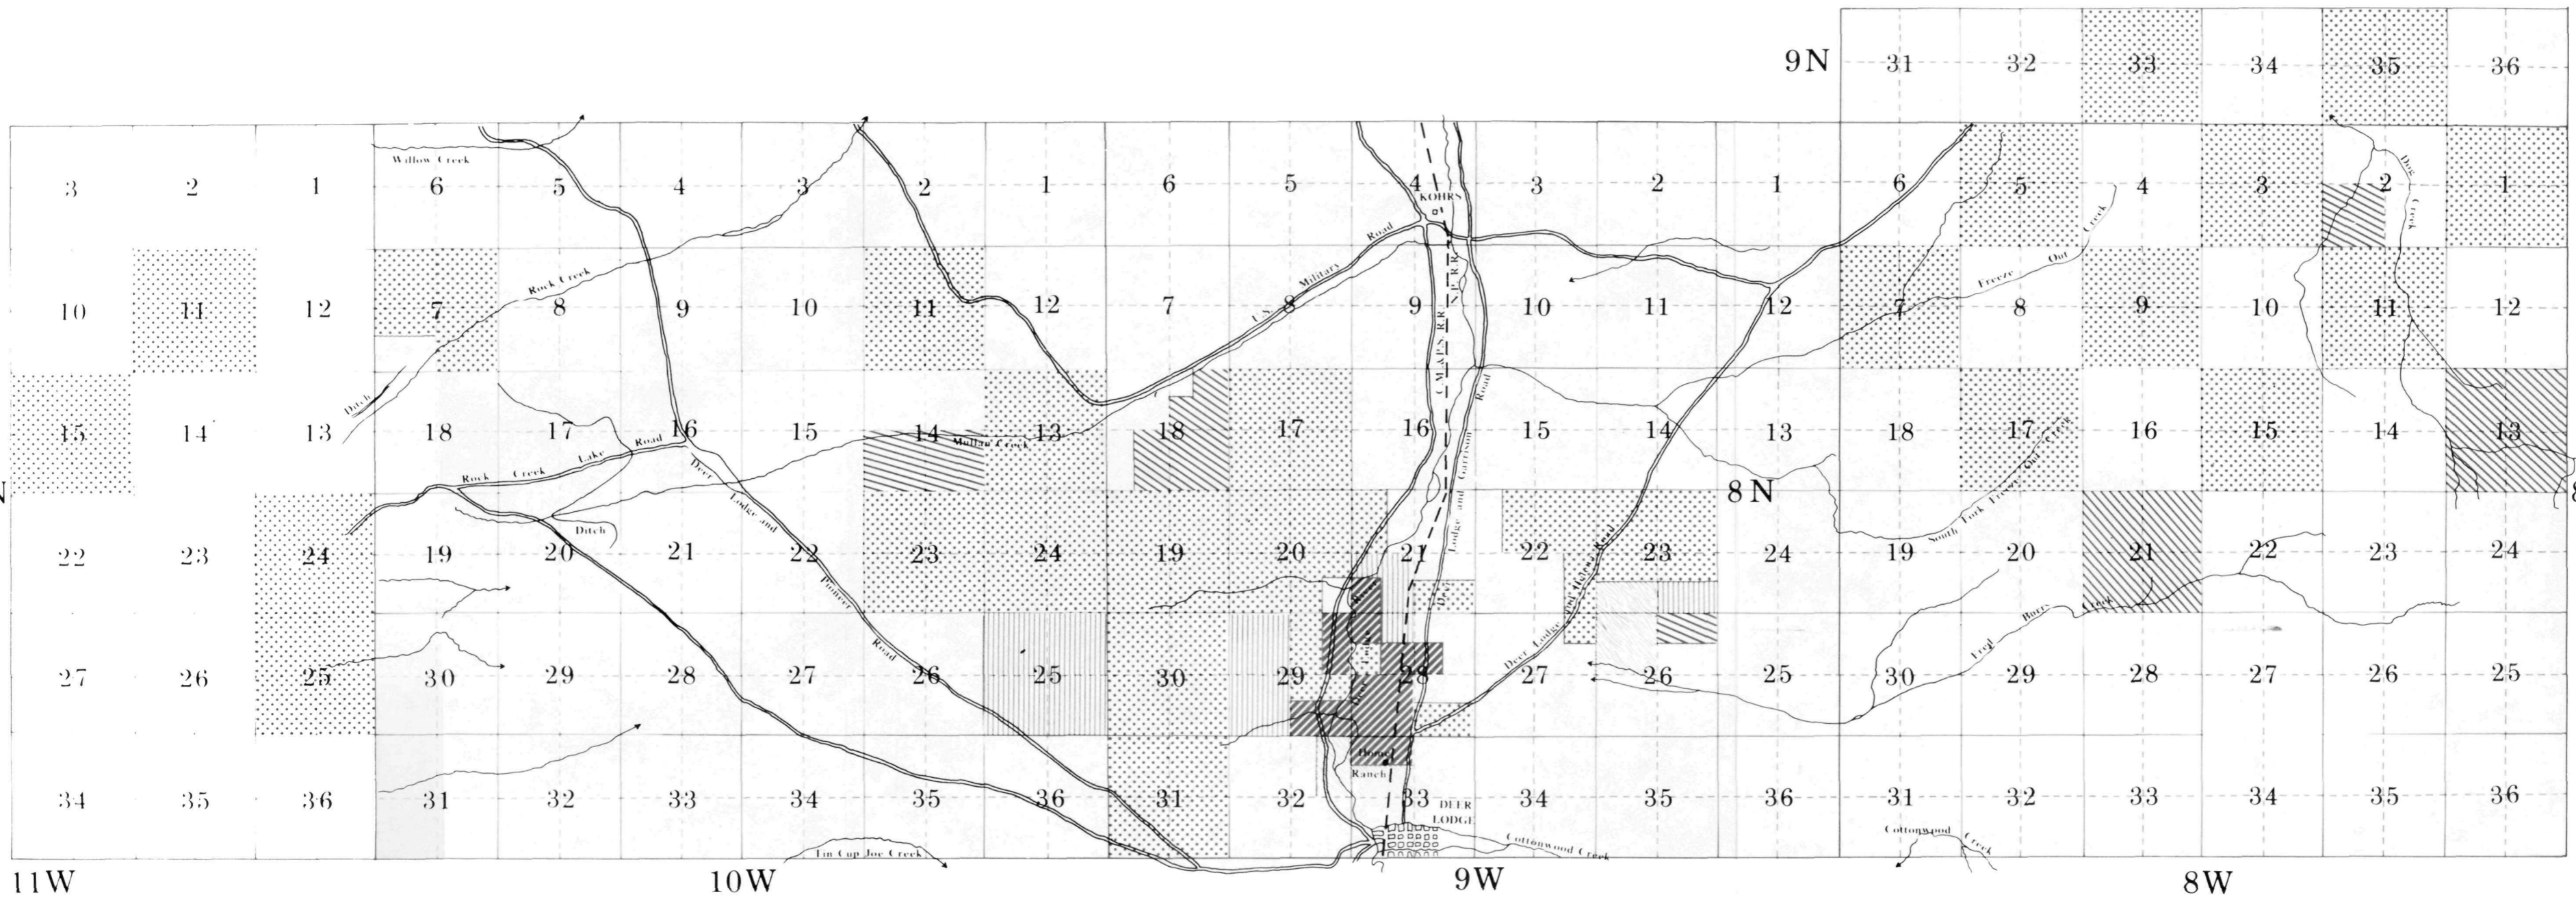 9N 31 32 33 34 35 36
Willow Creek
3 2 1 6 5 4 3 2 1 6 5 4 3 2 1 6 5 4 3 2 1
KOHRS
Dog Creek
Rock Creek
U S Military Road
N.P. R.R.
Freeze Out Creek
10 11 12 7 8 9 10 11 12 7 8 9 10 11 12 7 8 9 10 11 12
C.M.&P.S. R.R.
Ditch
15 14 13 18 17 16 15 14 13 18 17 16 15 14 13 18 17 16 15 14 13
Mullan Creek
Rock Creek Lake Road
Deer Lodge and Pioneer Road
Deer Lodge and Garrison Road
N
8N
8
South Fork Freeze Out Creek
Ditch
22 23 24 19 20 21 22 23 24 19 20 21 22 23 24 19 20 21 22 23 24
Deer Lodge and Helena Road
Fred Burrs Creek
27 26 25 30 29 28 27 26 25 30 29 28 27 26 25 30 29 28 27 26 25
Home
Ranch
34 35 36 31 32 33 34 35 36 31 32 33 34 35 36 31 32 33 34 35 36
DEER
LODGE
Tin Cup Joe Creek
Cottonwood Creek
Cottonwood Creek
11W 10W 9W 8W